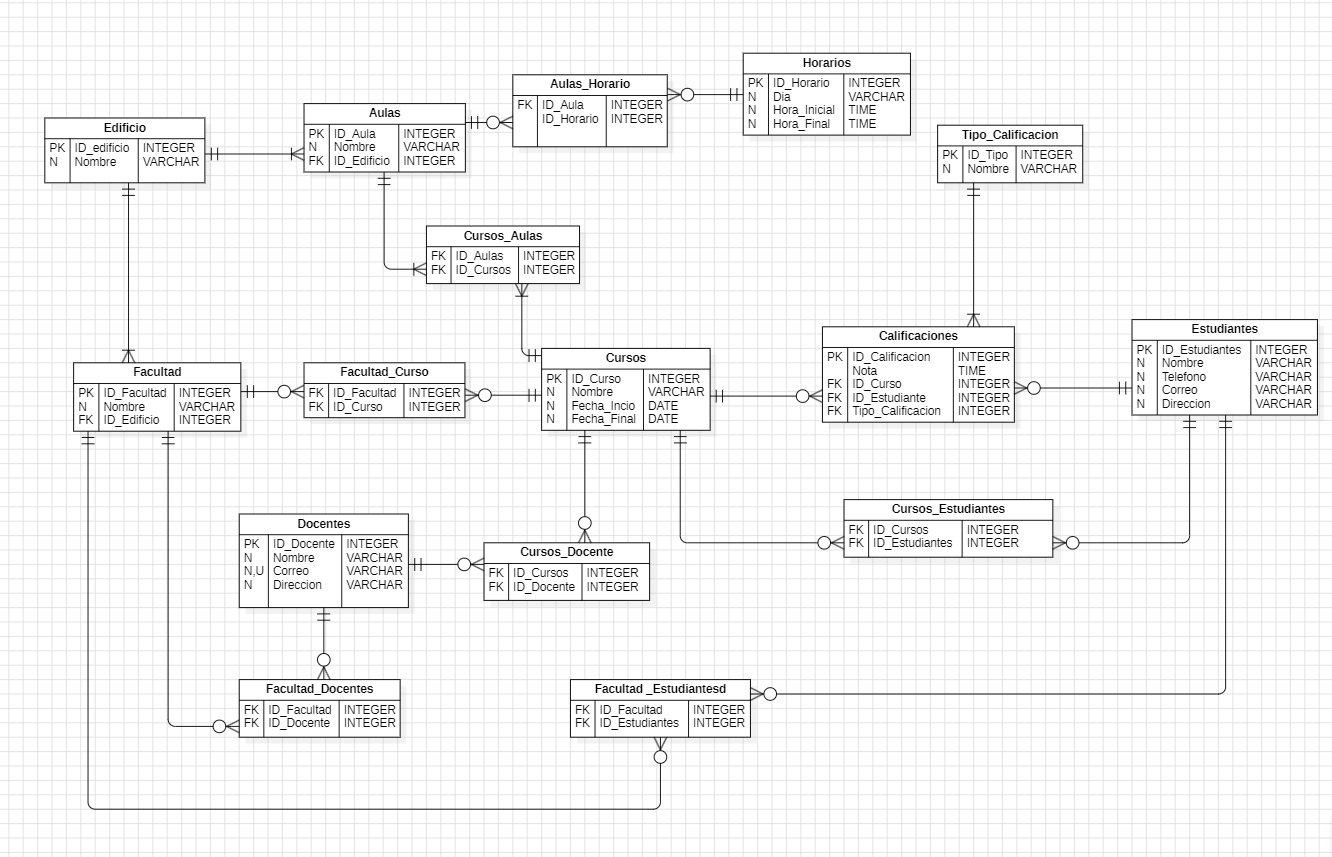 Edificio
PK ID_edificio INTEGER
N Nombre VARCHAR
Aulas
PK ID_Aula INTEGER
N Nombre VARCHAR
FK ID_Edificio INTEGER
Aulas_Horario
FK ID_Aula INTEGER
ID_Horario INTEGER
Horarios
PK ID_Horario INTEGER
N Dia VARCHAR
N Hora_Inicial TIME
N Hora_Final TIME
Tipo_Calificacion
PK ID_Tipo INTEGER
N Nombre VARCHAR
Cursos_Aulas
FK ID_Aulas INTEGER
FK ID_Cursos INTEGER
Facultad
PK ID_Facultad INTEGER
N Nombre VARCHAR
FK ID_Edificio INTEGER
Facultad_Curso
FK ID_Facultad INTEGER
FK ID_Curso INTEGER
Cursos
PK ID_Curso INTEGER
N Nombre VARCHAR
N Fecha_Incio DATE
N Fecha_Final DATE
Calificaciones
PK ID_Calificacion INTEGER
Nota TIME
FK ID_Curso INTEGER
FK ID_Estudiante INTEGER
FK Tipo_Calificacion INTEGER
Estudiantes
PK ID_Estudiantes INTEGER
N Nombre VARCHAR
N Telefono VARCHAR
N Correo VARCHAR
N Direccion VARCHAR
Docentes
PK ID_Docente INTEGER
N Nombre VARCHAR
N,U Correo VARCHAR
N Direccion VARCHAR
Cursos_Docente
FK ID_Cursos INTEGER
FK ID_Docente INTEGER
Cursos_Estudiantes
FK ID_Cursos INTEGER
FK ID_Estudiantes INTEGER
Facultad_Docentes
FK ID_Facultad INTEGER
FK ID_Docente INTEGER
Facultad _Estudiantesd
FK ID_Facultad INTEGER
FK ID_Estudiantes INTEGER